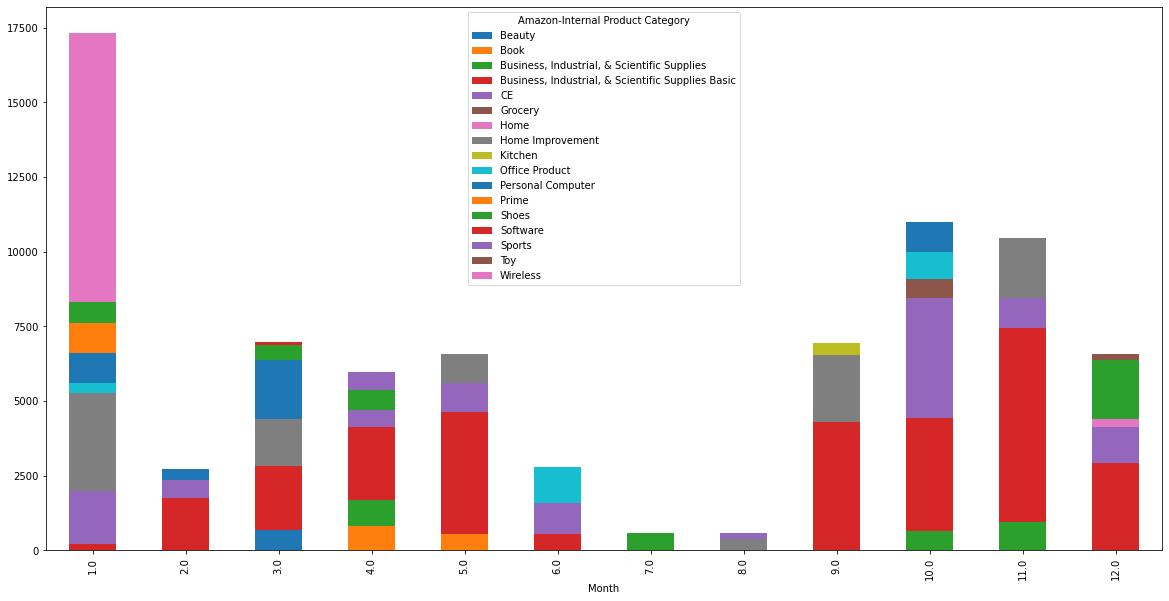 17500
15000
12500
10000
7500
5000
2500
0
Amazon-Internal Product Category
Beauty
Book
Business, Industrial, & Scientific Supplies
Business, Industrial, & Scientific Supplies Basic
CE
Grocery
Home
Home Improvement
Kitchen
Office Product
Personal Computer
Prime
Shoes
Software
Sports
Toy
Wireless
1.0 2.0 3.0 4.0 5.0 6.0 7.0 8.0 9.0 10.0 11.0 12.0
Month